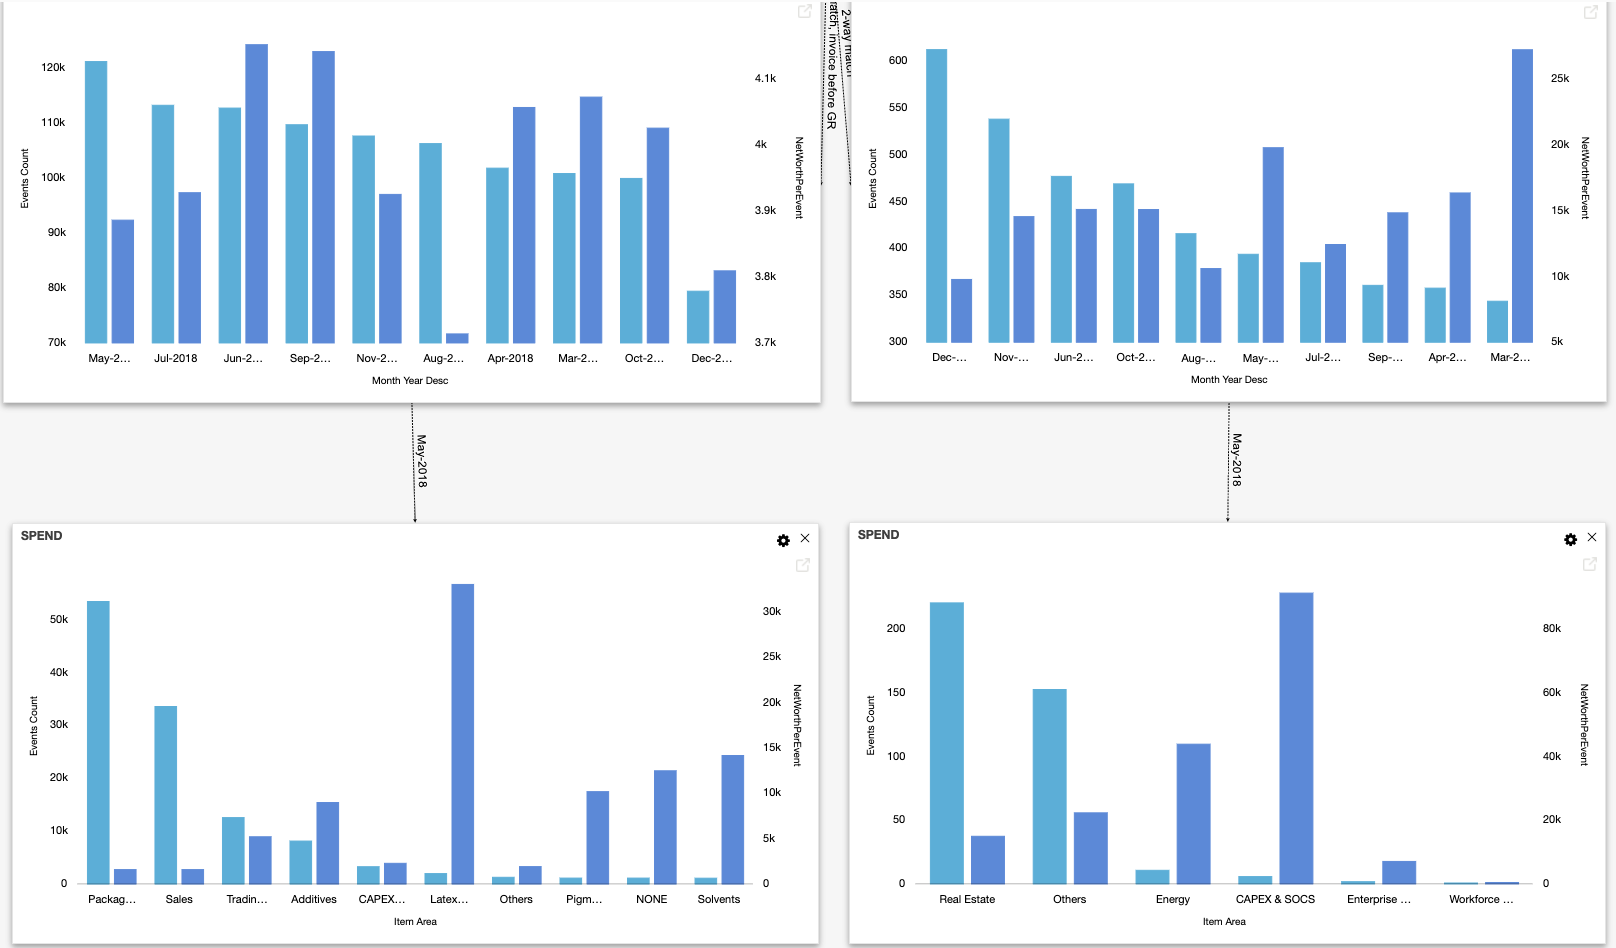 2-way match
atch, invoice before GR
120k
110k
100k
90k
80k
70k
Events Count
4.1k
4k
3.9k
3.8k
3.7k
NetWorthPerEvent
May-2... Jul-2018 Jun-2... Sep-2... Nov-2... Aug-2... Apr-2018 Mar-2... Oct-2... Dec-2...
Month Year Desc
600
550
500
450
400
350
300
Events Count
25k
20k
15k
10k
5k
NetWorthPerEvent
Dec-... Nov-... Jun-2... Oct-2... Aug-... May-... Jul-2... Sep-... Apr-2... Mar-2...
Month Year Desc
May-2018
May-2018
SPEND
50k
40k
30k
20k
10k
0
Events Count
30k
25k
20k
15k
10k
5k
0
NetWorthPerEvent
Packag... Sales Tradin... Additives CAPEX... Latex... Others Pigm... NONE Solvents
Item Area
SPEND
200
150
100
50
0
Events Count
80k
60k
40k
20k
0
NetWorthPerEvent
Real Estate Others Energy CAPEX & SOCS Enterprise ... Workforce ...
Item Area